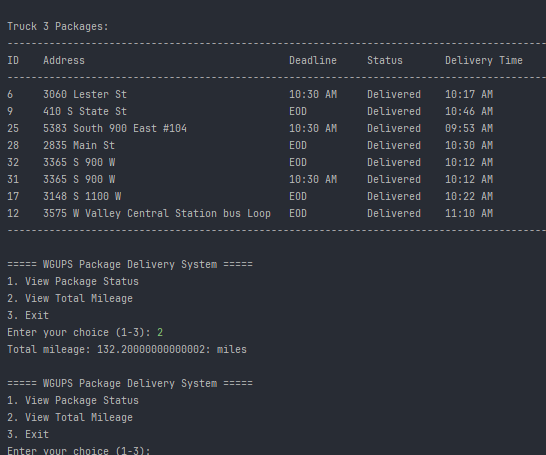 Truck 3 Packages:
--------------------------------------------------------------------------------------------
ID    Address                                  Deadline     Status       Delivery Time
--------------------------------------------------------------------------------------------
6     3060 Lester St                           10:30 AM     Delivered    10:17 AM
9     410 S State St                           EOD          Delivered    10:46 AM
25    5383 South 900 East #104                 10:30 AM     Delivered    09:53 AM
28    2835 Main St                             EOD          Delivered    10:30 AM
32    3365 S 900 W                             EOD          Delivered    10:12 AM
31    3365 S 900 W                             10:30 AM     Delivered    10:12 AM
17    3148 S 1100 W                            EOD          Delivered    10:22 AM
12    3575 W Valley Central Station bus Loop   EOD          Delivered    11:10 AM
--------------------------------------------------------------------------------------------
===== WGUPS Package Delivery System =====
1. View Package Status
2. View Total Mileage
3. Exit
Enter your choice (1-3): 2
Total mileage: 132.20000000000002: miles
===== WGUPS Package Delivery System =====
1. View Package Status
2. View Total Mileage
3. Exit
Enter your choice (1-3):